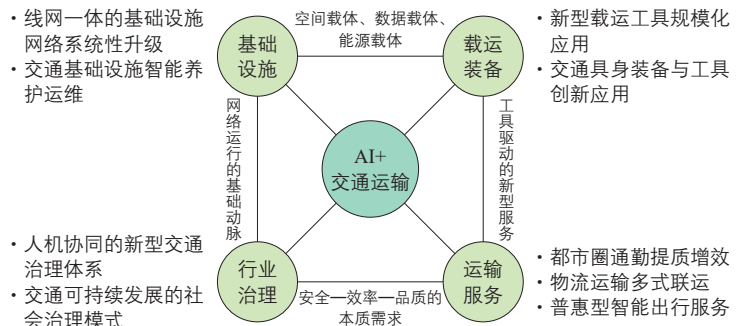 ・线网一体的基础设施
网络系统性升级
・交通基础设施智能养
护运维
基础
设施
空间载体、数据载体、
能源载体
载运
装备
・新型载运工具规模化
应用
・交通具身装备与工具
创新应用
网络运行的基础动脉
AI+
交通运输
工具驱动的新型服务
・人机协同的新型交通
治理体系
・交通可持续发展的社
会治理模式
行业
治理
安全—效率—品质的
本质需求
运输
服务
・都市圈通勤提质增效
・物流运输多式联运
・普惠型智能出行服务